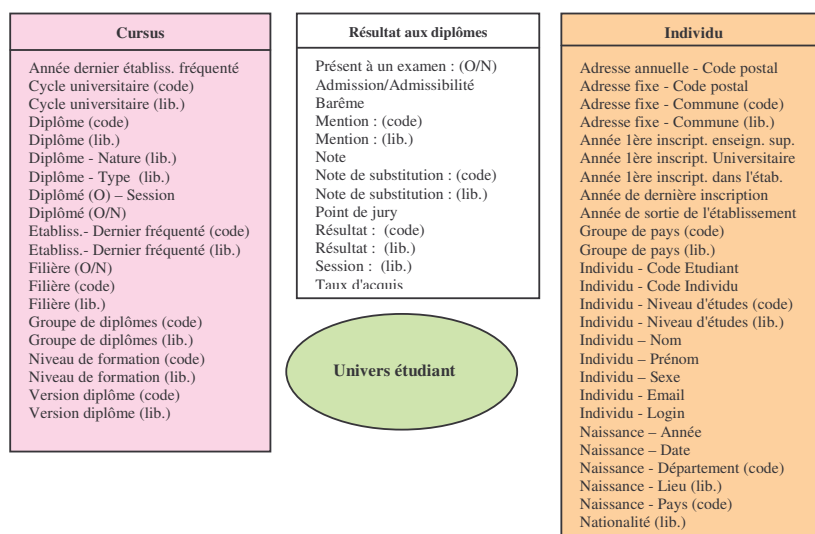 Cursus
Année dernier établiss. fréquenté
Cycle universitaire (code)
Cycle universitaire (lib.)
Diplôme (code)
Diplôme (lib.)
Diplôme - Nature (lib.)
Diplôme - Type (lib.)
Diplômé (O) – Session
Diplômé (O/N)
Etabliss.- Dernier fréquenté (code)
Etabliss.- Dernier fréquenté (lib.)
Filière (O/N)
Filière (code)
Filière (lib.)
Groupe de diplômes (code)
Groupe de diplômes (lib.)
Niveau de formation (code)
Niveau de formation (lib.)
Version diplôme (code)
Version diplôme (lib.)
Résultat aux diplômes
Présent à un examen : (O/N)
Admission/Admissibilité
Barême
Mention : (code)
Mention : (lib.)
Note
Note de substitution : (code)
Note de substitution : (lib.)
Point de jury
Résultat : (code)
Résultat : (lib.)
Session : (lib.)
Taux d'acquis
Univers étudiant
Individu
Adresse annuelle - Code postal
Adresse fixe - Code postal
Adresse fixe - Commune (code)
Adresse fixe - Commune (lib.)
Année 1ère inscript. enseign. sup.
Année 1ère inscript. Universitaire
Année 1ère inscript. dans l'étab.
Année de dernière inscription
Année de sortie de l'établissement
Groupe de pays (code)
Groupe de pays (lib.)
Individu - Code Etudiant
Individu - Code Individu
Individu - Niveau d'études (code)
Individu - Niveau d'études (lib.)
Individu – Nom
Individu – Prénom
Individu – Sexe
Individu - Email
Individu - Login
Naissance – Année
Naissance – Date
Naissance - Département (code)
Naissance - Lieu (lib.)
Naissance - Pays (code)
Nationalité (lib.)